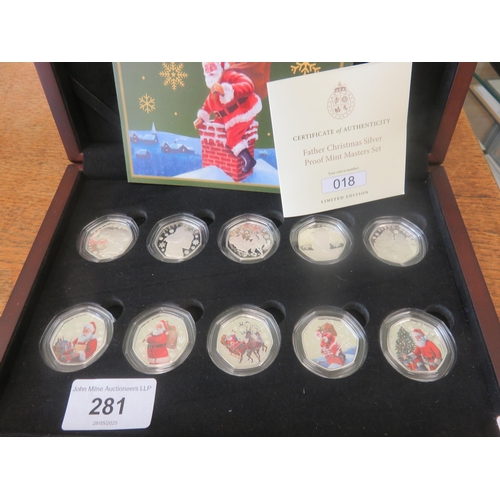 CERTIFICATE of AUTHENTICITY
Father Christmas Silver
Proof Mint Masters Set
018
LIMITED EDITION
John Milne Auctioneers LLP
281